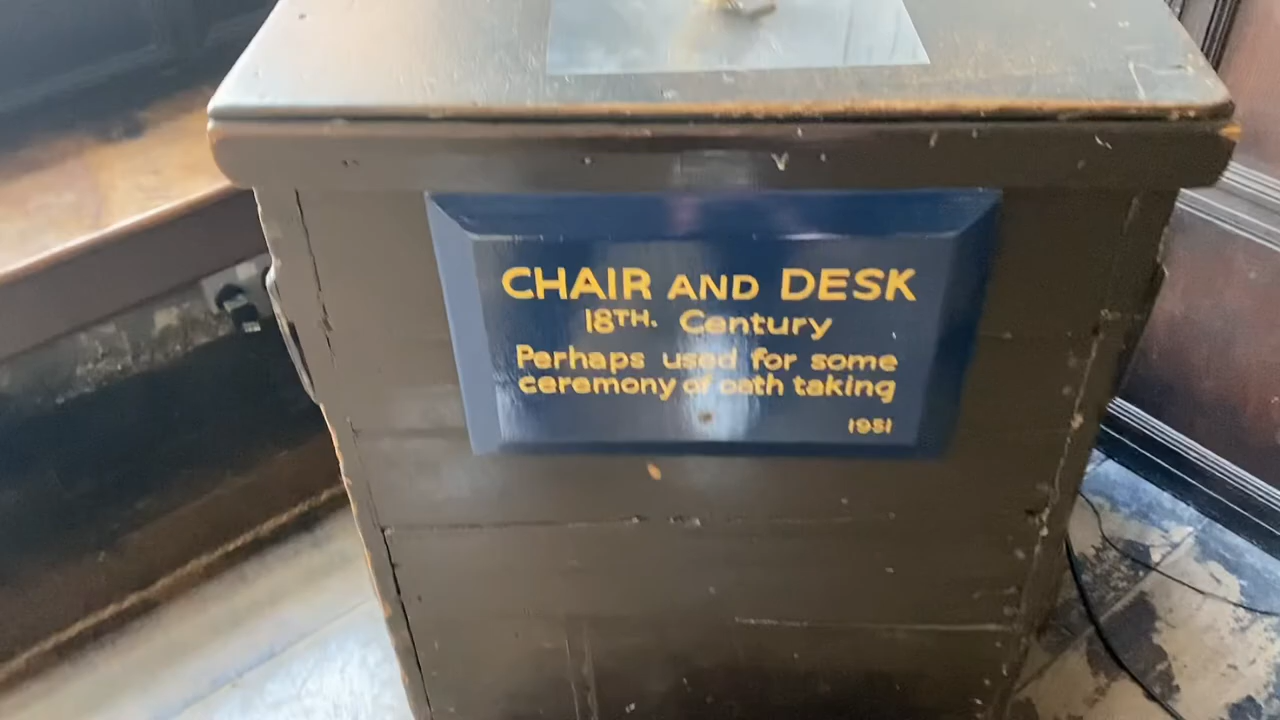 CHAIR AND DESK
18TH. Century
Perhaps used for some
ceremony of oath taking
1951